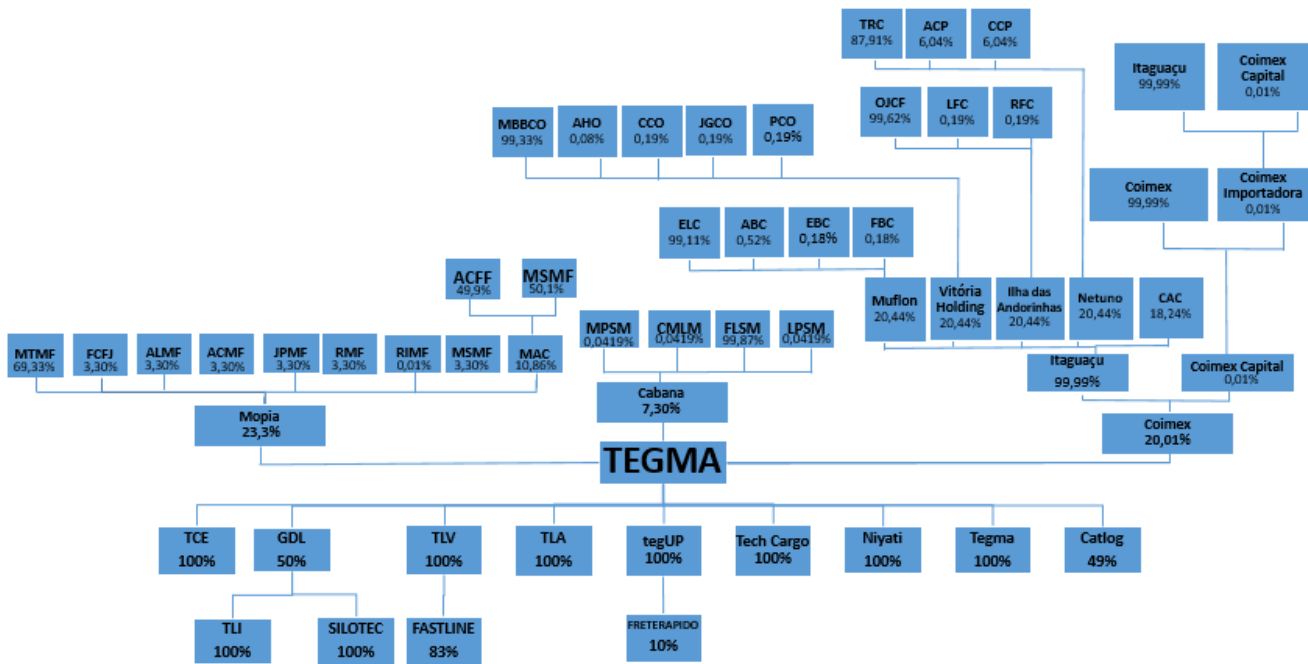 TRC
87,91%
ACP
6,04%
CCP
6,04%
Itaguaçu
99,99%
Coimex
Capital
0,01%
OJCF
99,62%
LFC
0,19%
RFC
0,19%
MBBCO
99,33%
AHO
0,08%
CCO
0,19%
JGCO
0,19%
PCO
0,19%
Coimex
99,99%
Coimex
Importadora
0,01%
ELC
99,11%
ABC
0,52%
EBC
0,18%
FBC
0,18%
ACFF
49,9%
MSMF
50,1%
Muflon
20,44%
Vitória
Holding
20,44%
Ilha das
Andorinhas
20,44%
Netuno
20,44%
CAC
18,24%
MPSM
0,0419%
CMLM
0,0419%
FLSM
99,87%
LPSM
0,0419%
MTMF
69,33%
FCFJ
3,30%
ALMF
3,30%
ACMF
3,30%
JPMF
3,30%
RMF
3,30%
RIMF
0,01%
MSMF
3,30%
MAC
10,86%
Itaguaçu
99,99%
Coimex Capital
0,01%
Cabana
7,30%
Mopia
23,3%
Coimex
20,01%
TEGMA
TCE
100%
GDL
50%
TLV
100%
TLA
100%
tegUP
100%
Tech Cargo
100%
Niyati
100%
Tegma
100%
Catlog
49%
TLI
100%
SILOTEC
100%
FASTLINE
83%
FRETERAPIDO
10%